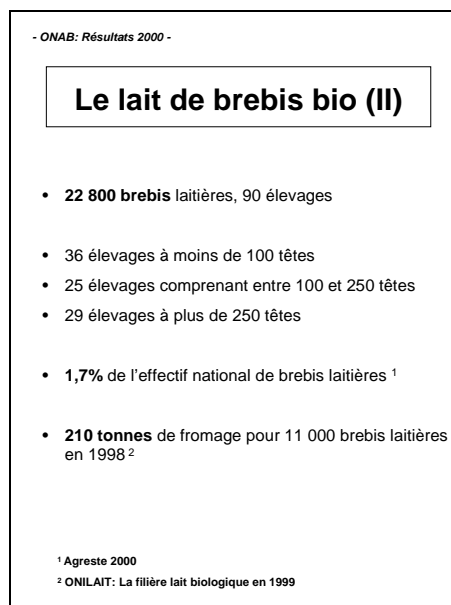 - ONAB: Résultats 2000 -
Le lait de brebis bio (II)
• 22 800 brebis laitières, 90 élevages
• 36 élevages à moins de 100 têtes
• 25 élevages comprenant entre 100 et 250 têtes
• 29 élevages à plus de 250 têtes
• 1,7% de l'effectif national de brebis laitières ¹
• 210 tonnes de fromage pour 11 000 brebis laitières
en 1998 ²
¹ Agreste 2000
² ONILAIT: La filière lait biologique en 1999